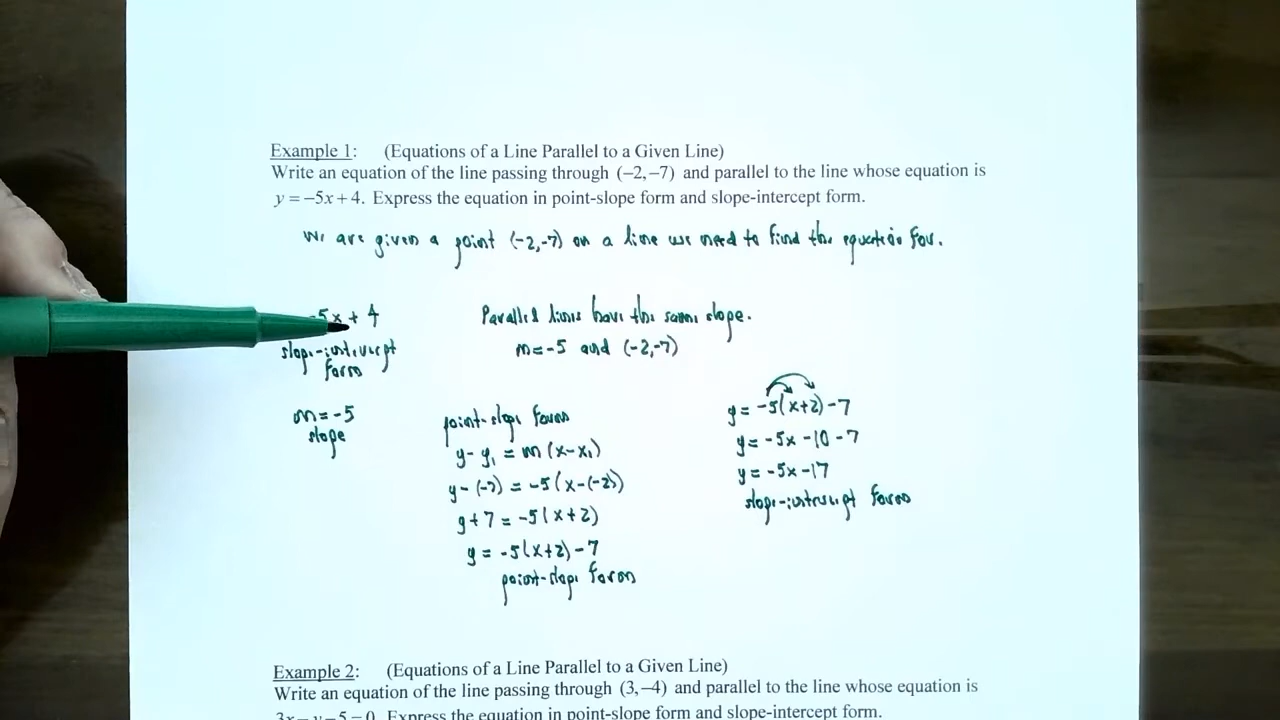 Example 1: (Equations of a Line Parallel to a Given Line)
Write an equation of the line passing through (−2,−7) and parallel to the line whose equation is
y = −5x + 4. Express the equation in point-slope form and slope-intercept form.
We are given a point (-2,-7) on a line we need to find the equation for.
-5x + 4
slope-intercept
form
m = -5
slope
Parallel lines have the same slope.
m = -5 and (-2,-7)
point-slope form
y - y₁ = m (x - x₁)
y - (-7) = -5 (x - (-2))
y + 7 = -5 (x + 2)
y = -5(x+2) - 7
point-slope form
y = -5(x+2) - 7
y = -5x - 10 - 7
y = -5x - 17
slope-intercept form
Example 2: (Equations of a Line Parallel to a Given Line)
Write an equation of the line passing through (3,−4) and parallel to the line whose equation is
3x − y − 5 = 0. Express the equation in point-slope form and slope-intercept form.